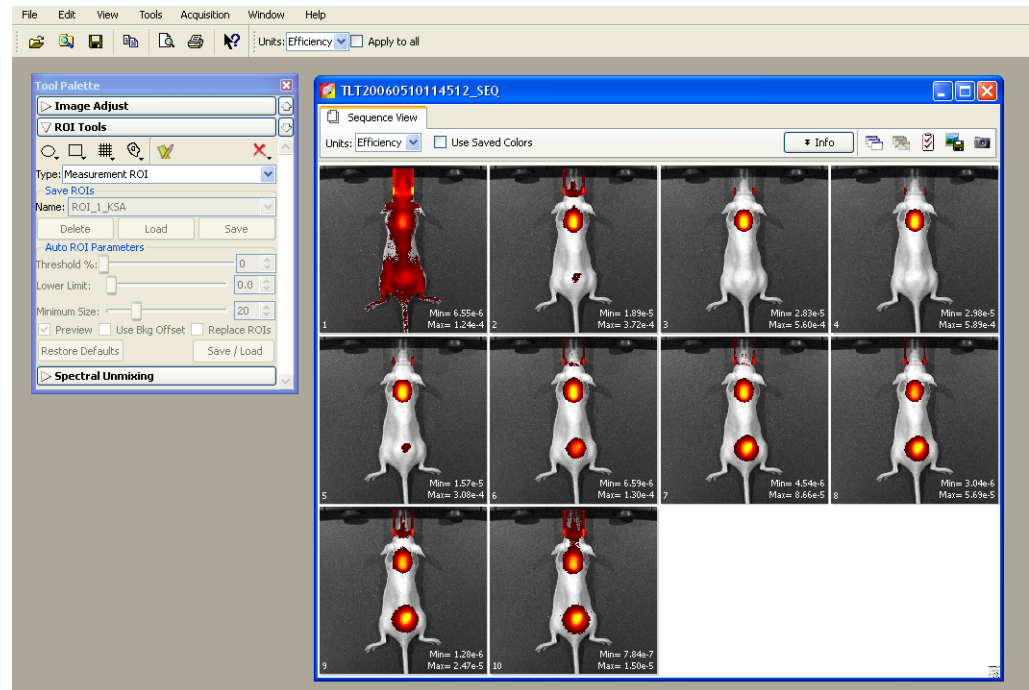 File Edit View Tools Acquisition Window Help
Units: Efficiency Apply to all
Tool Palette
Image Adjust
ROI Tools
Type: Measurement ROI
Save ROIs
Name: ROI_1_KSA
Delete Load Save
Auto ROI Parameters
Threshold %: 0
Lower Limit: 0.0
Minimum Size: 20
Preview Use Bkg Offset Replace ROIs
Restore Defaults Save / Load
Spectral Unmixing
TLT20060510114512_SEQ
Sequence View
Units: Efficiency Use Saved Colors Info
Min= 6.55e-6
1 Max= 1.24e-4
Min= 1.89e-5
2 Max= 3.72e-4
Min= 2.83e-5
3 Max= 5.60e-4
Min= 2.98e-5
4 Max= 5.89e-4
Min= 1.57e-5
5 Max= 3.08e-4
Min= 6.59e-6
6 Max= 1.30e-4
Min= 4.54e-6
7 Max= 8.66e-5
Min= 3.04e-6
8 Max= 5.69e-5
Min= 1.28e-6
9 Max= 2.47e-5
Min= 7.84e-7
10 Max= 1.50e-5